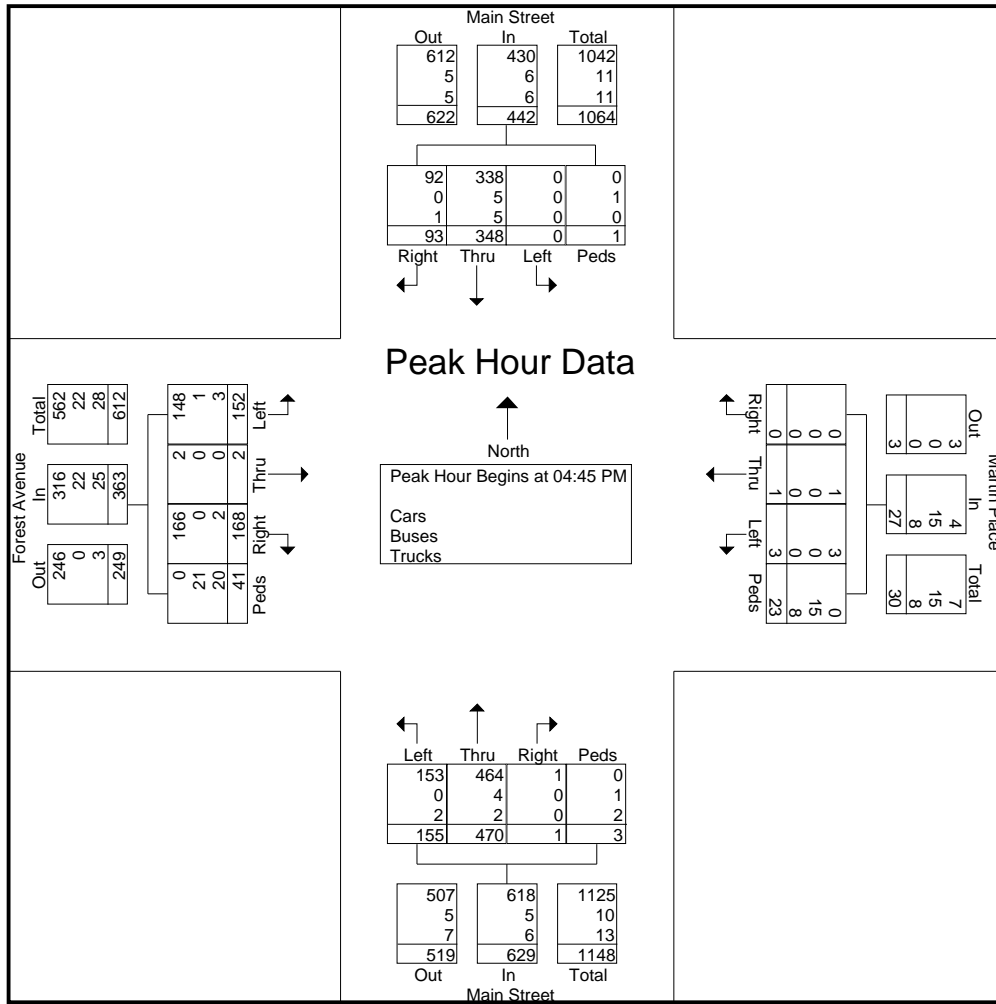 Main Street
Out In Total
612 430 1042
5 6 11
5 6 11
622 442 1064
92 338 0 0
0 5 0 1
1 5 0 0
93 348 0 1
Right Thru Left Peds
Peak Hour Data
North
Peak Hour Begins at 04:45 PM
Cars
Buses
Trucks
Forest Avenue
Out In Total
246 316 562
0 22 22
3 25 28
249 363 612
166 2 148
0 168 166 2 148
21 0 0 1
20 2 0 3
41 168 2 152
Peds Right Thru Left
Martin Place
Out In Total
3 4 7
0 15 15
0 8 8
3 27 30
0 1 3 0
0 0 0 15
0 0 0 8
0 1 3 23
Right Thru Left Peds
Left Thru Right Peds
153 464 1 0
0 4 0 1
2 2 0 2
155 470 1 3
507 618 1125
5 5 10
7 6 13
519 629 1148
Out In Total
Main Street